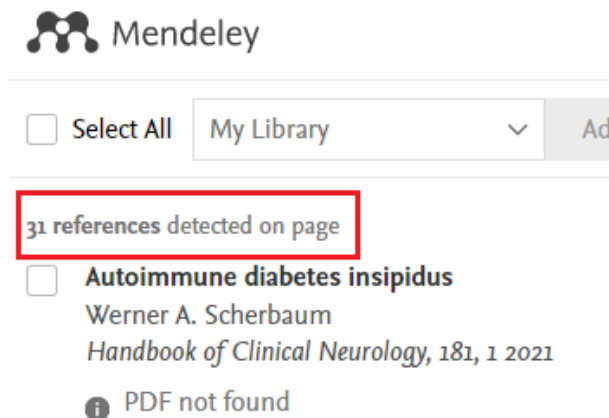 Mendeley
Select All My Library Ad
31 references detected on page
Autoimmune diabetes insipidus
Werner A. Scherbaum
Handbook of Clinical Neurology, 181, 1 2021
PDF not found